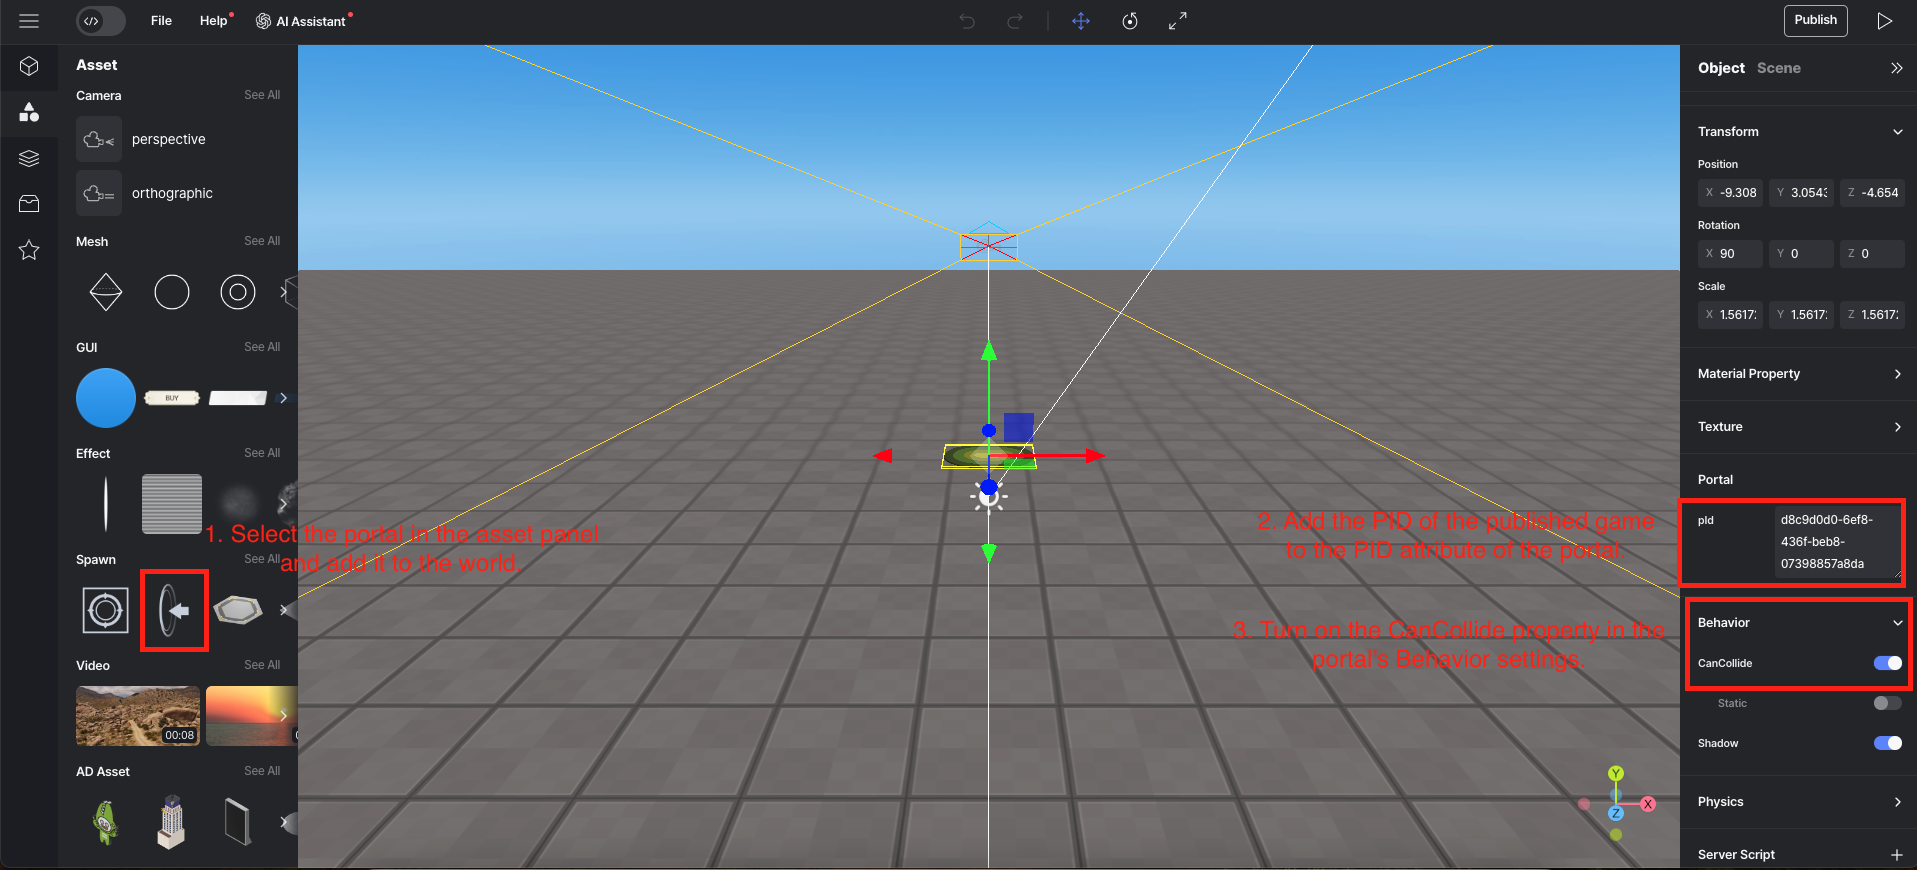 File
Help
AI Assistant
Publish
Asset
Camera
See All
perspective
orthographic
Mesh
See All
GUI
See All
BUY
Effect
See All
1. Select the portal in the asset panel
and add it to the world.
Spawn
See All
Video
See All
00:08
AD Asset
See All
2. Add the PID of the published game
to the PID attribute of the portal.
3. Turn on the CanCollide property in the
portal's Behavior settings.
Y
X
Z
Object
Scene
Transform
Position
X -9.308
Y 3.0543
Z -4.654
Rotation
X 90
Y 0
Z 0
Scale
X 1.5617
Y 1.5617
Z 1.5617
Material Property
Texture
Portal
pId
d8c9d0d0-6ef8-
436f-beb8-
07398857a8da
Behavior
CanCollide
Static
Shadow
Physics
Server Script